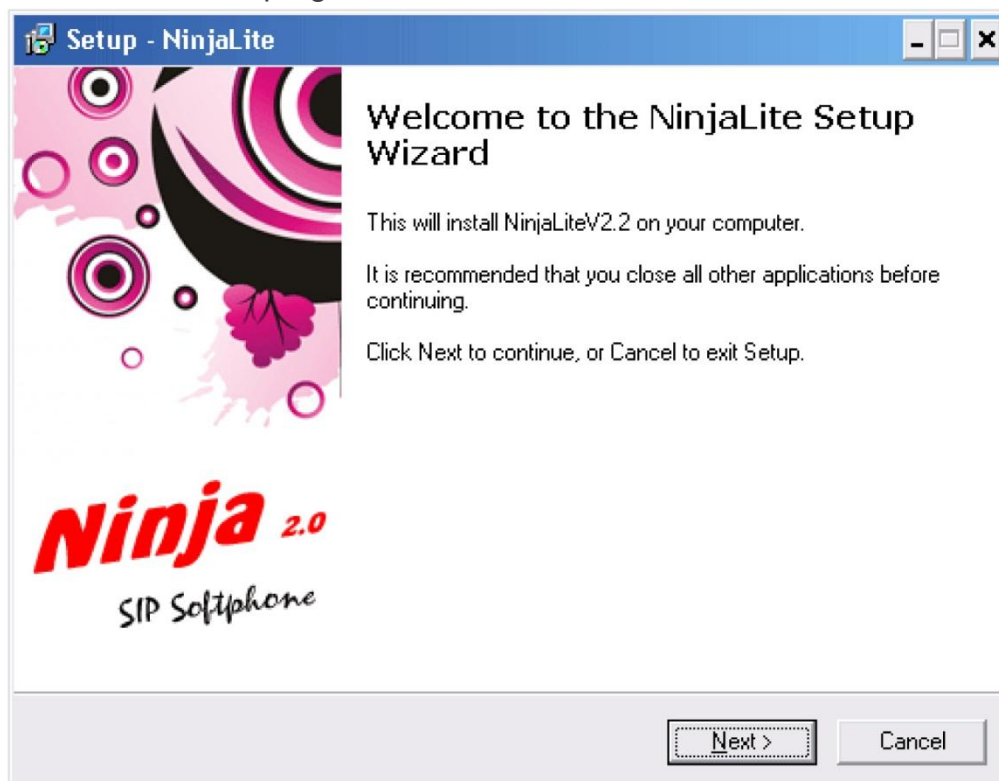 Setup - NinjaLite
Welcome to the NinjaLite Setup
Wizard
This will install NinjaLiteV2.2 on your computer.
It is recommended that you close all other applications before
continuing.
Click Next to continue, or Cancel to exit Setup.
Ninja 2.0
SIP Softphone
Next >
Cancel